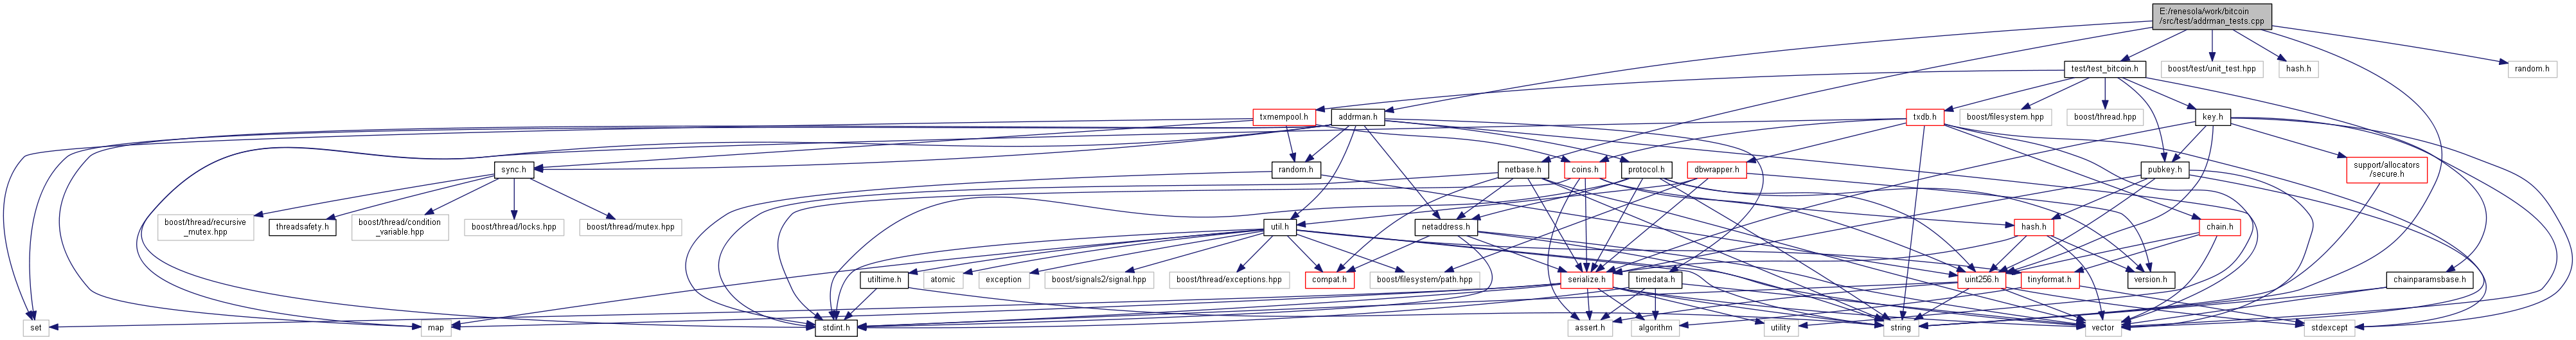 E:/renesola/work/bitcoin
/src/test/addrman_tests.cpp
test/test_bitcoin.h
boost/test/unit_test.hpp
hash.h
random.h
txmempool.h
addrman.h
txdb.h
boost/filesystem.hpp
boost/thread.hpp
key.h
sync.h
random.h
netbase.h
coins.h
protocol.h
dbwrapper.h
pubkey.h
support/allocators
/secure.h
boost/thread/recursive
_mutex.hpp
threadsafety.h
boost/thread/condition
_variable.hpp
boost/thread/locks.hpp
boost/thread/mutex.hpp
util.h
netaddress.h
hash.h
chain.h
utiltime.h
atomic
exception
boost/signals2/signal.hpp
boost/thread/exceptions.hpp
compat.h
boost/filesystem/path.hpp
serialize.h
timedata.h
uint256.h
tinyformat.h
version.h
chainparamsbase.h
set
map
stdint.h
assert.h
algorithm
utility
string
vector
stdexcept